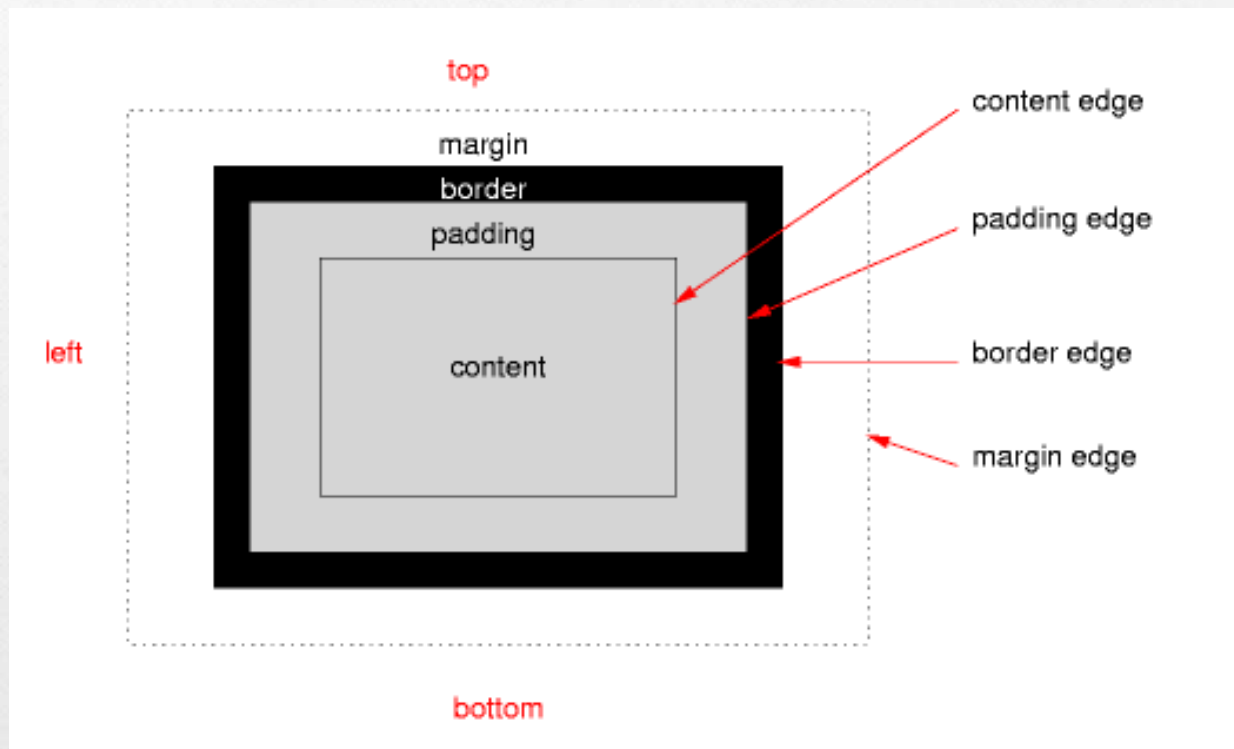 top
content edge
margin
border
padding edge
padding
left
content
border edge
margin edge
bottom